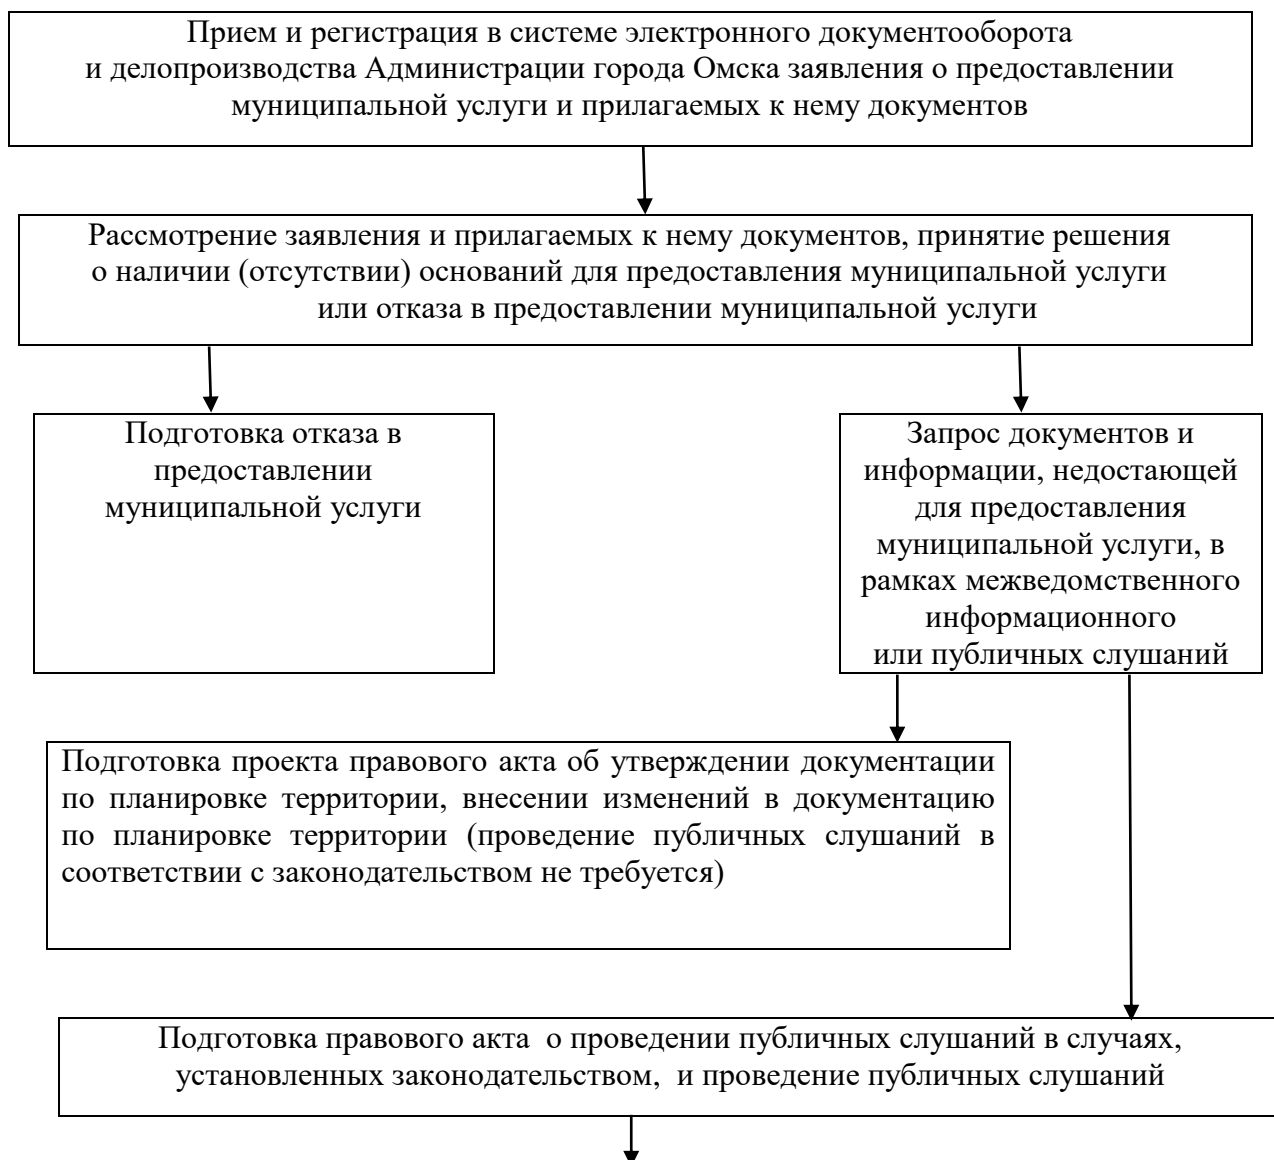 Прием и регистрация в системе электронного документооборота
и делопроизводства Администрации города Омска заявления о предоставлении
муниципальной услуги и прилагаемых к нему документов
Рассмотрение заявления и прилагаемых к нему документов, принятие решения
о наличии (отсутствии) оснований для предоставления муниципальной услуги
или отказа в предоставлении муниципальной услуги
Подготовка отказа в
предоставлении
муниципальной услуги
Запрос документов и
информации, недостающей
для предоставления
муниципальной услуги, в
рамках межведомственного
информационного
или публичных слушаний
Подготовка проекта правового акта об утверждении документации
по планировке территории, внесении изменений в документацию
по планировке территории (проведение публичных слушаний в
соответствии с законодательством не требуется)
Подготовка правового акта о проведении публичных слушаний в случаях,
установленных законодательством, и проведение публичных слушаний